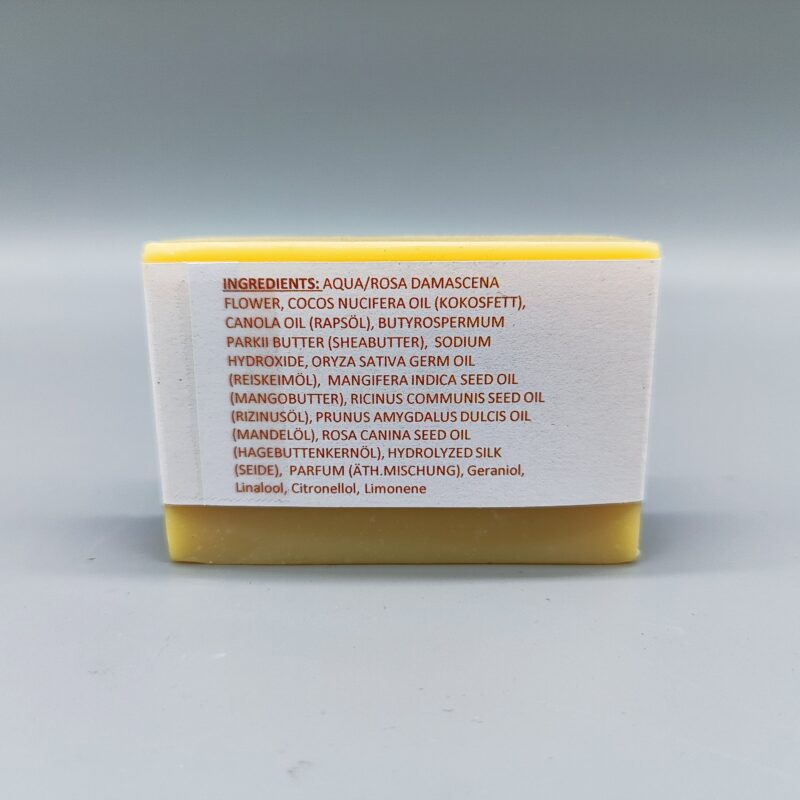 INGREDIENTS: AQUA/ROSA DAMASCENA
FLOWER, COCOS NUCIFERA OIL (KOKOSFETT),
CANOLA OIL (RAPSÖL), BUTYROSPERMUM
PARKII BUTTER (SHEABUTTER), SODIUM
HYDROXIDE, ORYZA SATIVA GERM OIL
(REISKEIMÖL), MANGIFERA INDICA SEED OIL
(MANGOBUTTER), RICINUS COMMUNIS SEED OIL
(RIZINUSÖL), PRUNUS AMYGDALUS DULCIS OIL
(MANDELÖL), ROSA CANINA SEED OIL
(HAGEBUTTENKERNÖL), HYDROLYZED SILK
(SEIDE), PARFUM (ÄTH.MISCHUNG), Geraniol,
Linalool, Citronellol, Limonene